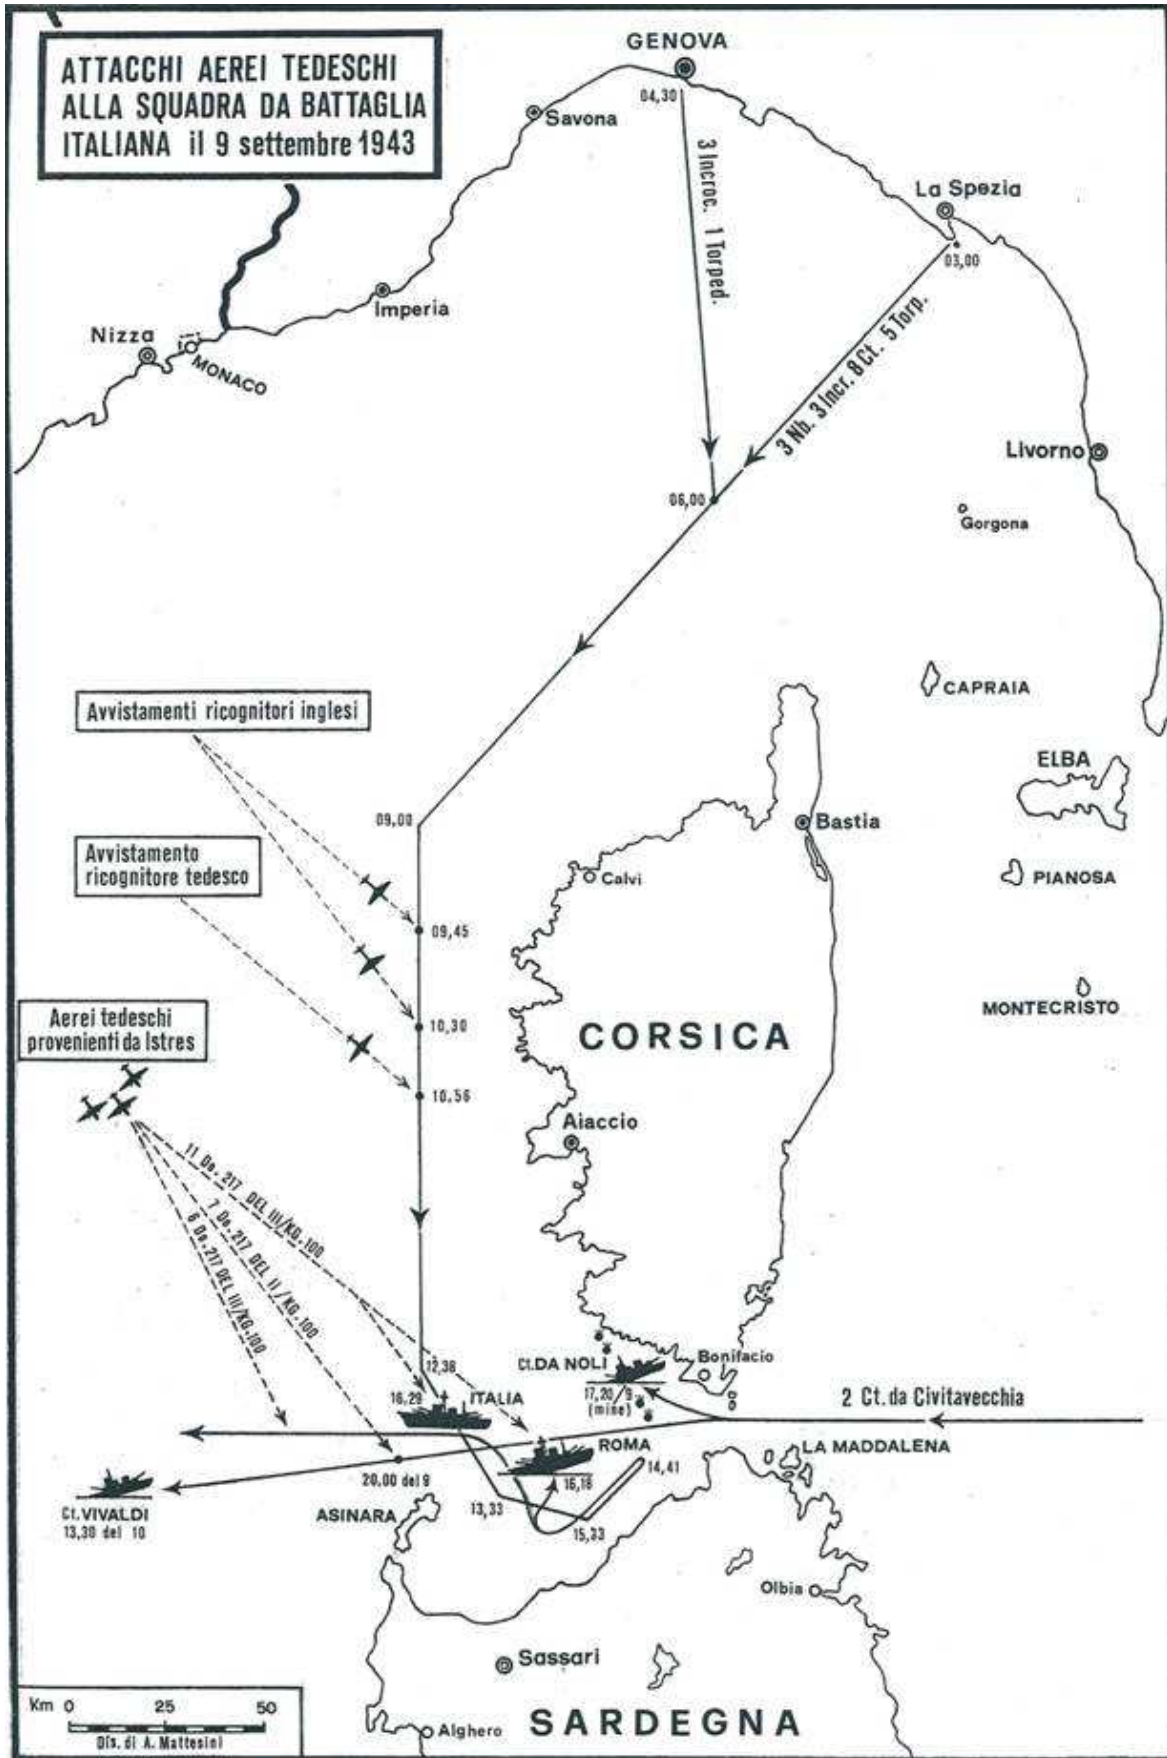 ATTACCHI AEREI TEDESCHI
ALLA SQUADRA DA BATTAGLIA
ITALIANA il 9 settembre 1943
GENOVA
04,30
Savona
3 Incroc. 1 Torped.
La Spezia
03,00
Imperia
Nizza
MONACO
3 Nb. 3 Incr. 8 Ct. 5 Torp.
Livorno
06,00
Gorgona
CAPRAIA
Avvistamenti ricognitori inglesi
ELBA
09,00
Bastia
Avvistamento
ricognitore tedesco
Calvi
PIANOSA
09,45
Aerei tedeschi
provenienti da Istres
10,30
CORSICA
MONTECRISTO
10,56
Aiaccio
11 Do. 217 DEL III/KG.100
7 Do. 217 DEL II/KG.100
6 Do. 217 DEL III/KG.100
12,38
Ct. DA NOLI
Bonifacio
16,29
ITALIA
17,20/9
(mine)
2 Ct. da Civitavecchia
ROMA
LA MADDALENA
14,41
16,18
20,00 del 9
Ct. VIVALDI
13,30 del 10
ASINARA
13,33
15,33
Olbia
Sassari
Km 0 25 50
Dis. di A. Mattesini
Alghero
SARDEGNA